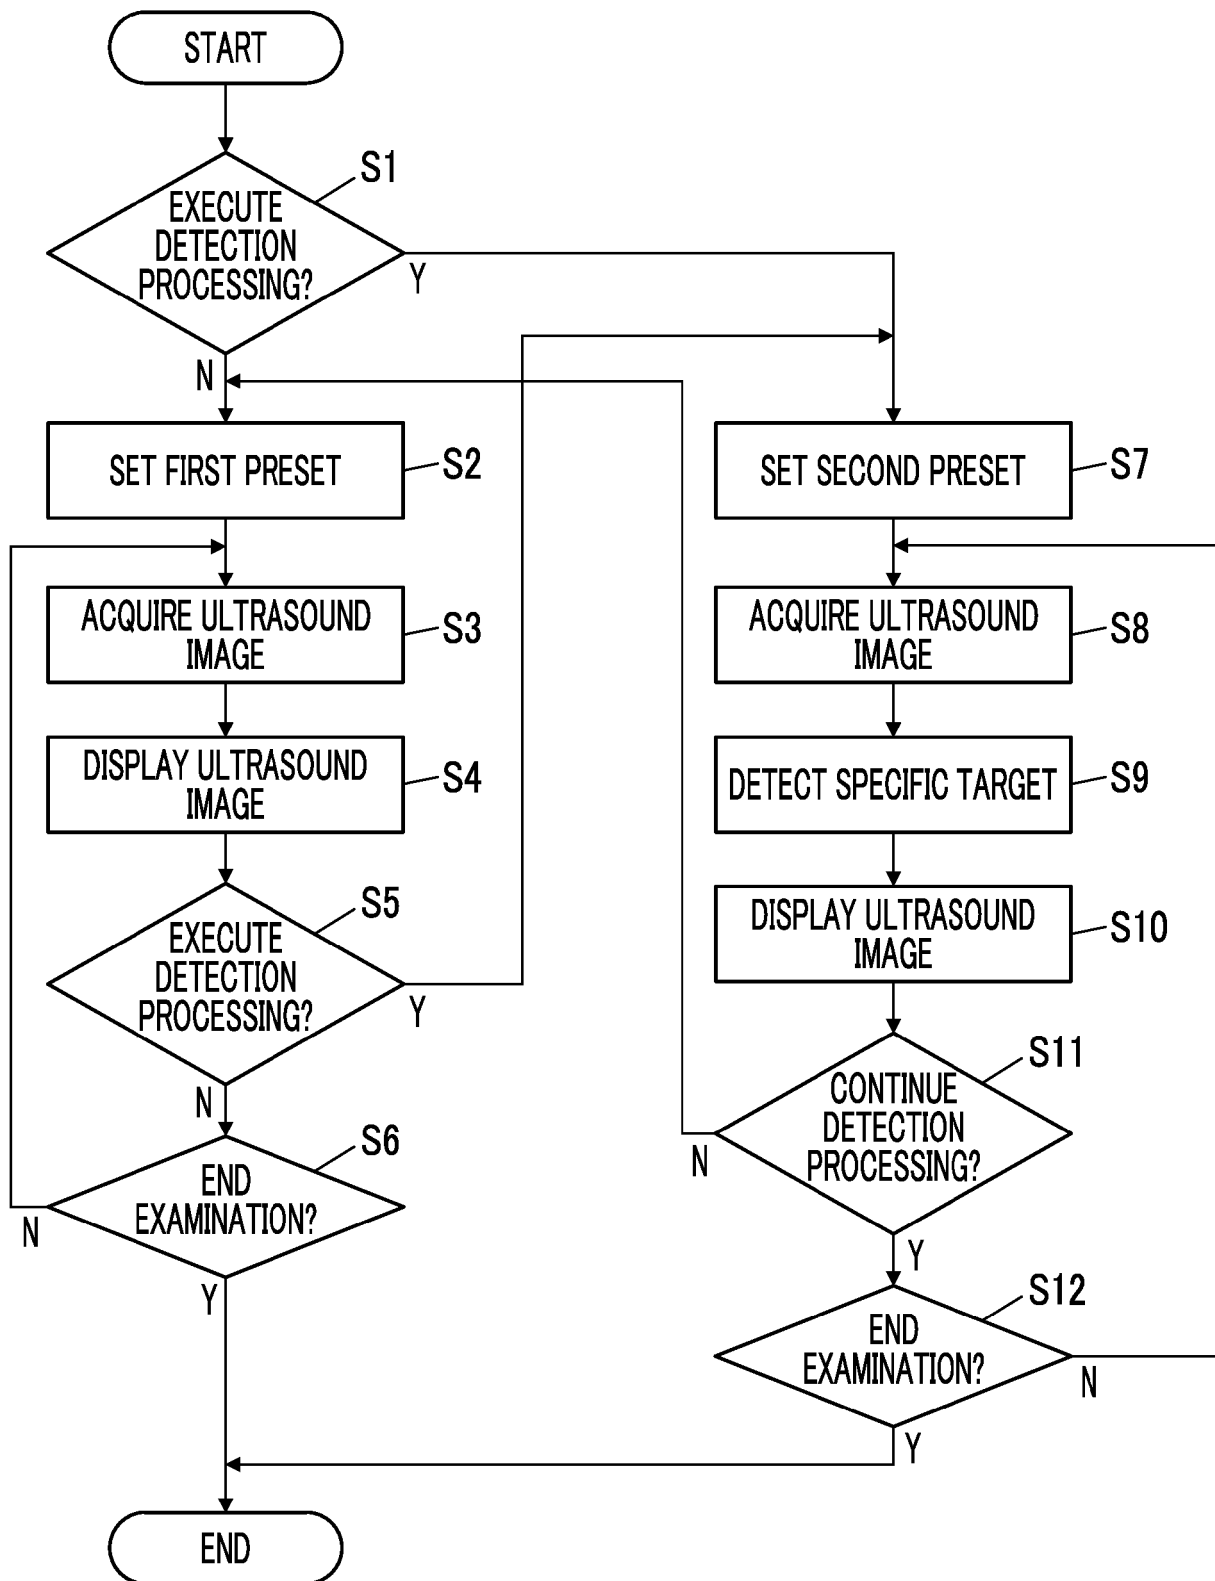 START
S1
EXECUTE
DETECTION
PROCESSING?
Y
N
SET FIRST PRESET
S2
ACQUIRE ULTRASOUND
IMAGE
S3
DISPLAY ULTRASOUND
IMAGE
S4
S5
EXECUTE
DETECTION
PROCESSING?
Y
N
S6
END
EXAMINATION?
N
Y
SET SECOND PRESET
S7
ACQUIRE ULTRASOUND
IMAGE
S8
DETECT SPECIFIC TARGET
S9
DISPLAY ULTRASOUND
IMAGE
S10
S11
CONTINUE
DETECTION
PROCESSING?
N
Y
S12
END
EXAMINATION?
N
Y
END